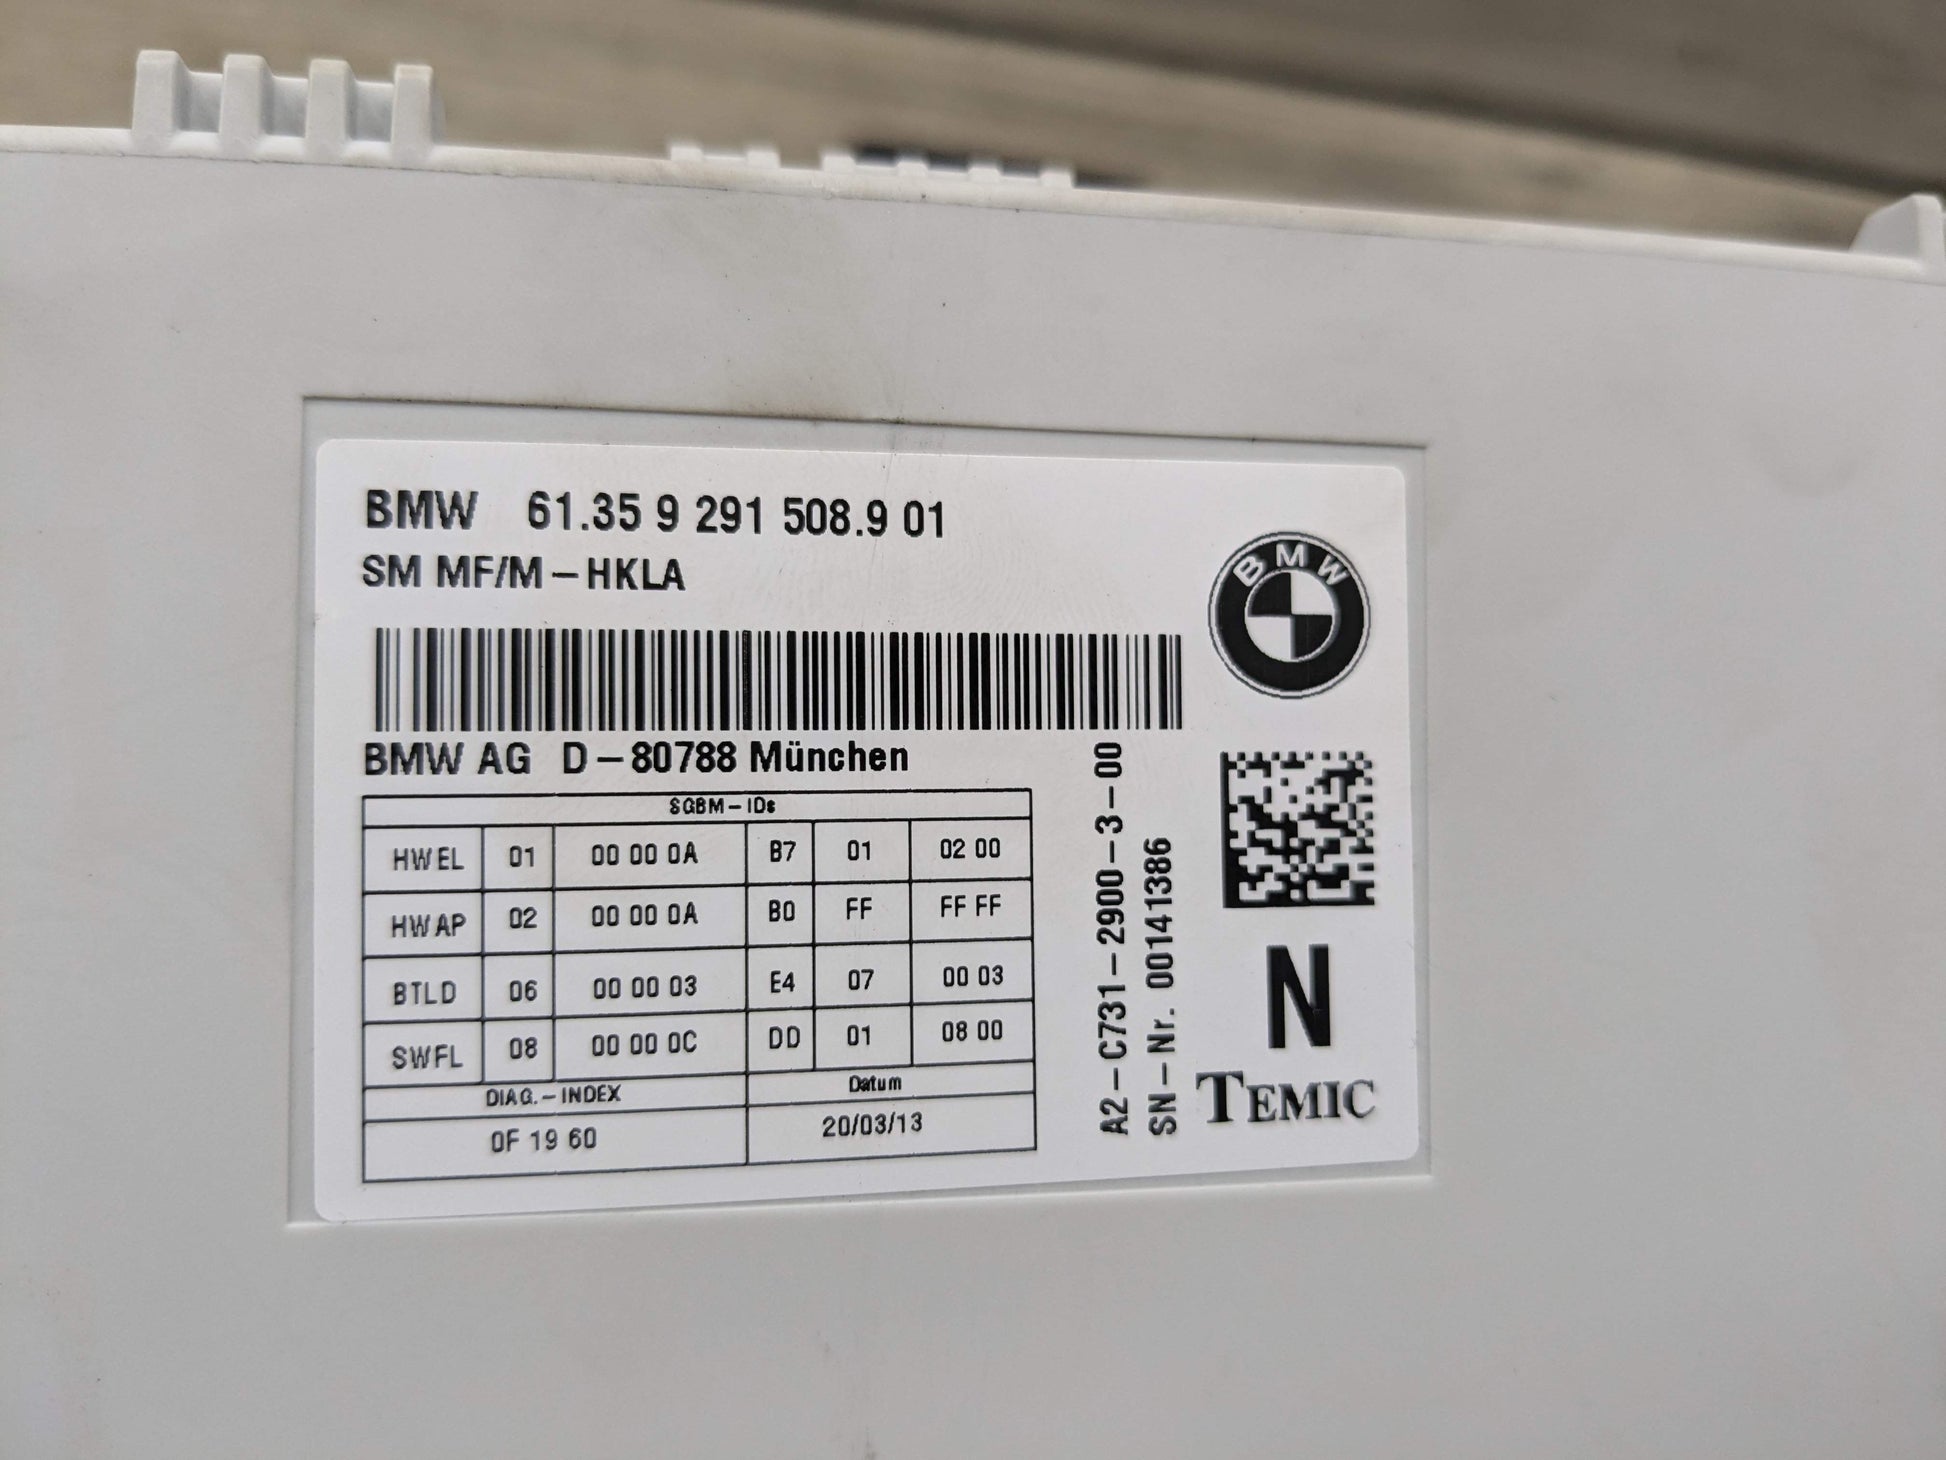 BMW 61.35 9 291 508.9 01
SM MF/M-HKLA
BMW
BMW AG D-80788 München
SGBM-IDs
HWEL 01 00 00 0A B7 01 02 00
HWAP 02 00 00 0A B0 FF FF FF
BTLD 06 00 00 03 E4 07 00 03
SWFL 08 00 00 0C DD 01 08 00
DIAG.-INDEX Datum
0F 19 60 20/03/13
A2-C731-2900-3-00
SN-Nr. 00141386
N
TEMIC